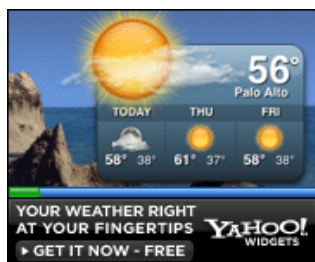 56°
Palo Alto
TODAY THU FRI
58° 38° 61° 37° 58° 38°
YOUR WEATHER RIGHT
AT YOUR FINGERTIPS
GET IT NOW - FREE
YAHOO!
WIDGETS